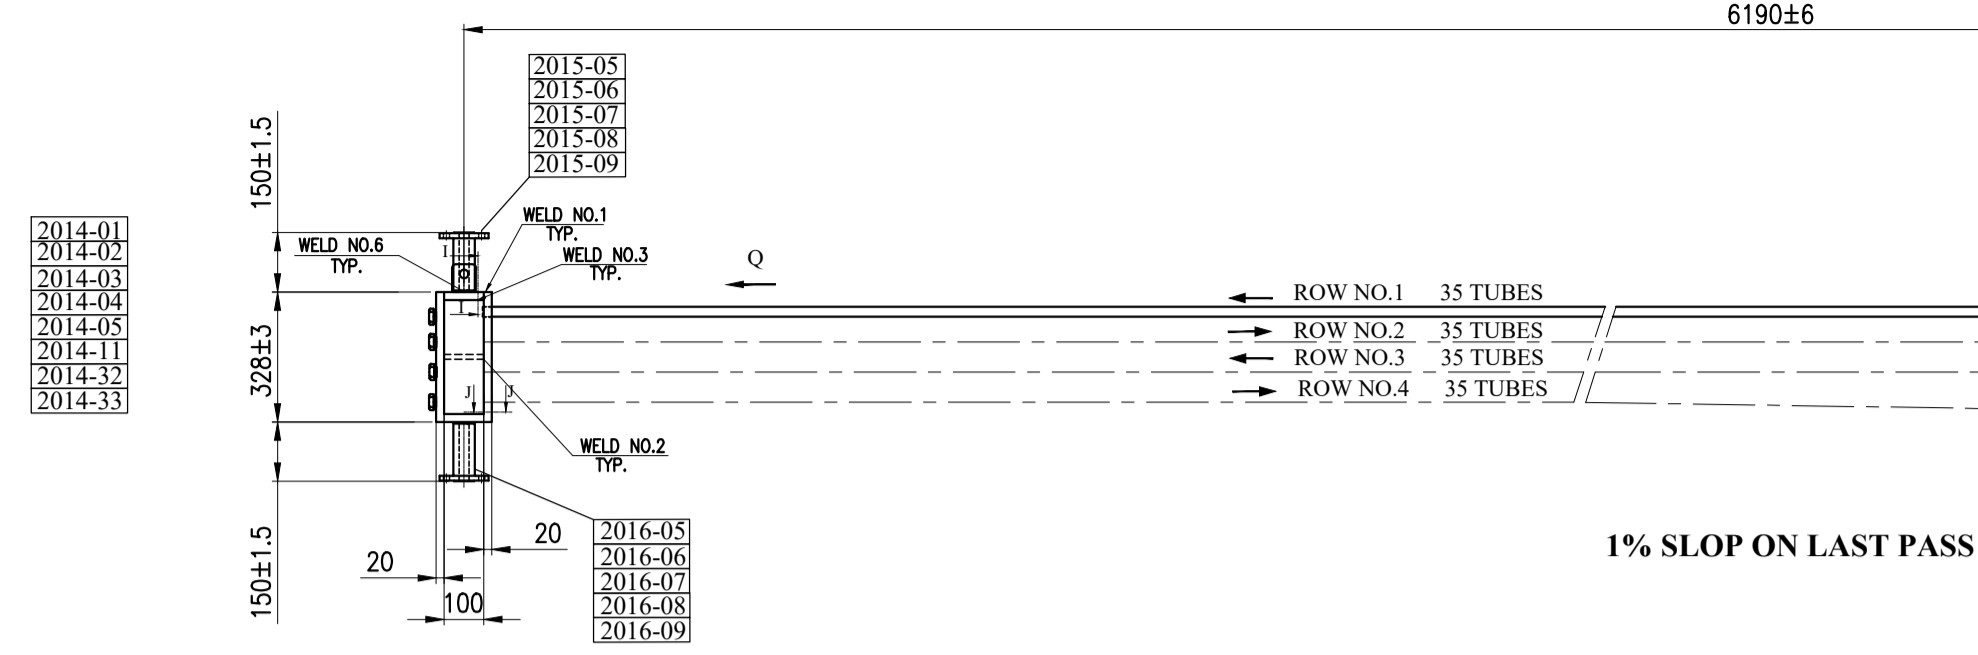 6190±6
2015-05
2015-06
2015-07
2015-08
2015-09
150±1.5
2014-01
2014-02
2014-03
2014-04
2014-05
2014-11
2014-32
2014-33
WELD NO.1
TYP.
WELD NO.6
TYP.
WELD NO.3
TYP.
I
I
Q
ROW NO.1 35 TUBES
ROW NO.2 35 TUBES
ROW NO.3 35 TUBES
ROW NO.4 35 TUBES
328±3
J
J
WELD NO.2
TYP.
150±1.5
20
20
100
2016-05
2016-06
2016-07
2016-08
2016-09
1% SLOP ON LAST PASS